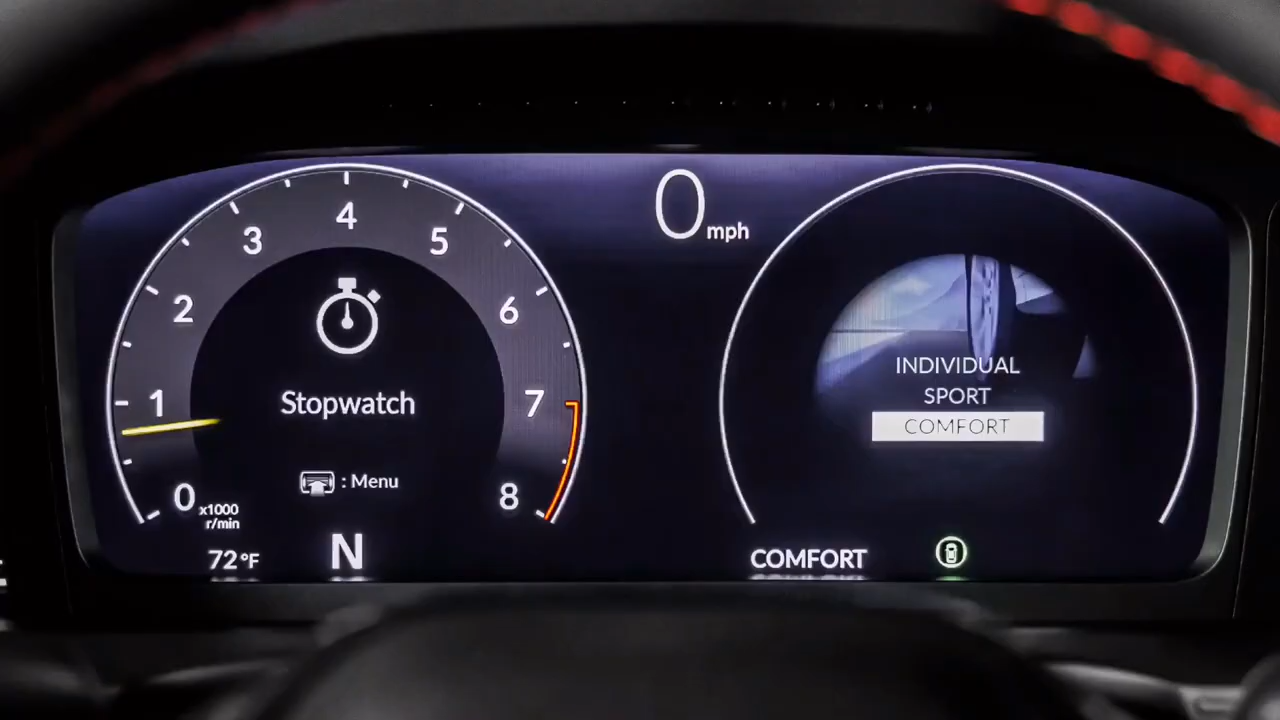 0 mph
4
3
5
2
6
1
7
0
8
x1000
r/min
Stopwatch
: Menu
72°F
N
INDIVIDUAL
SPORT
COMFORT
COMFORT